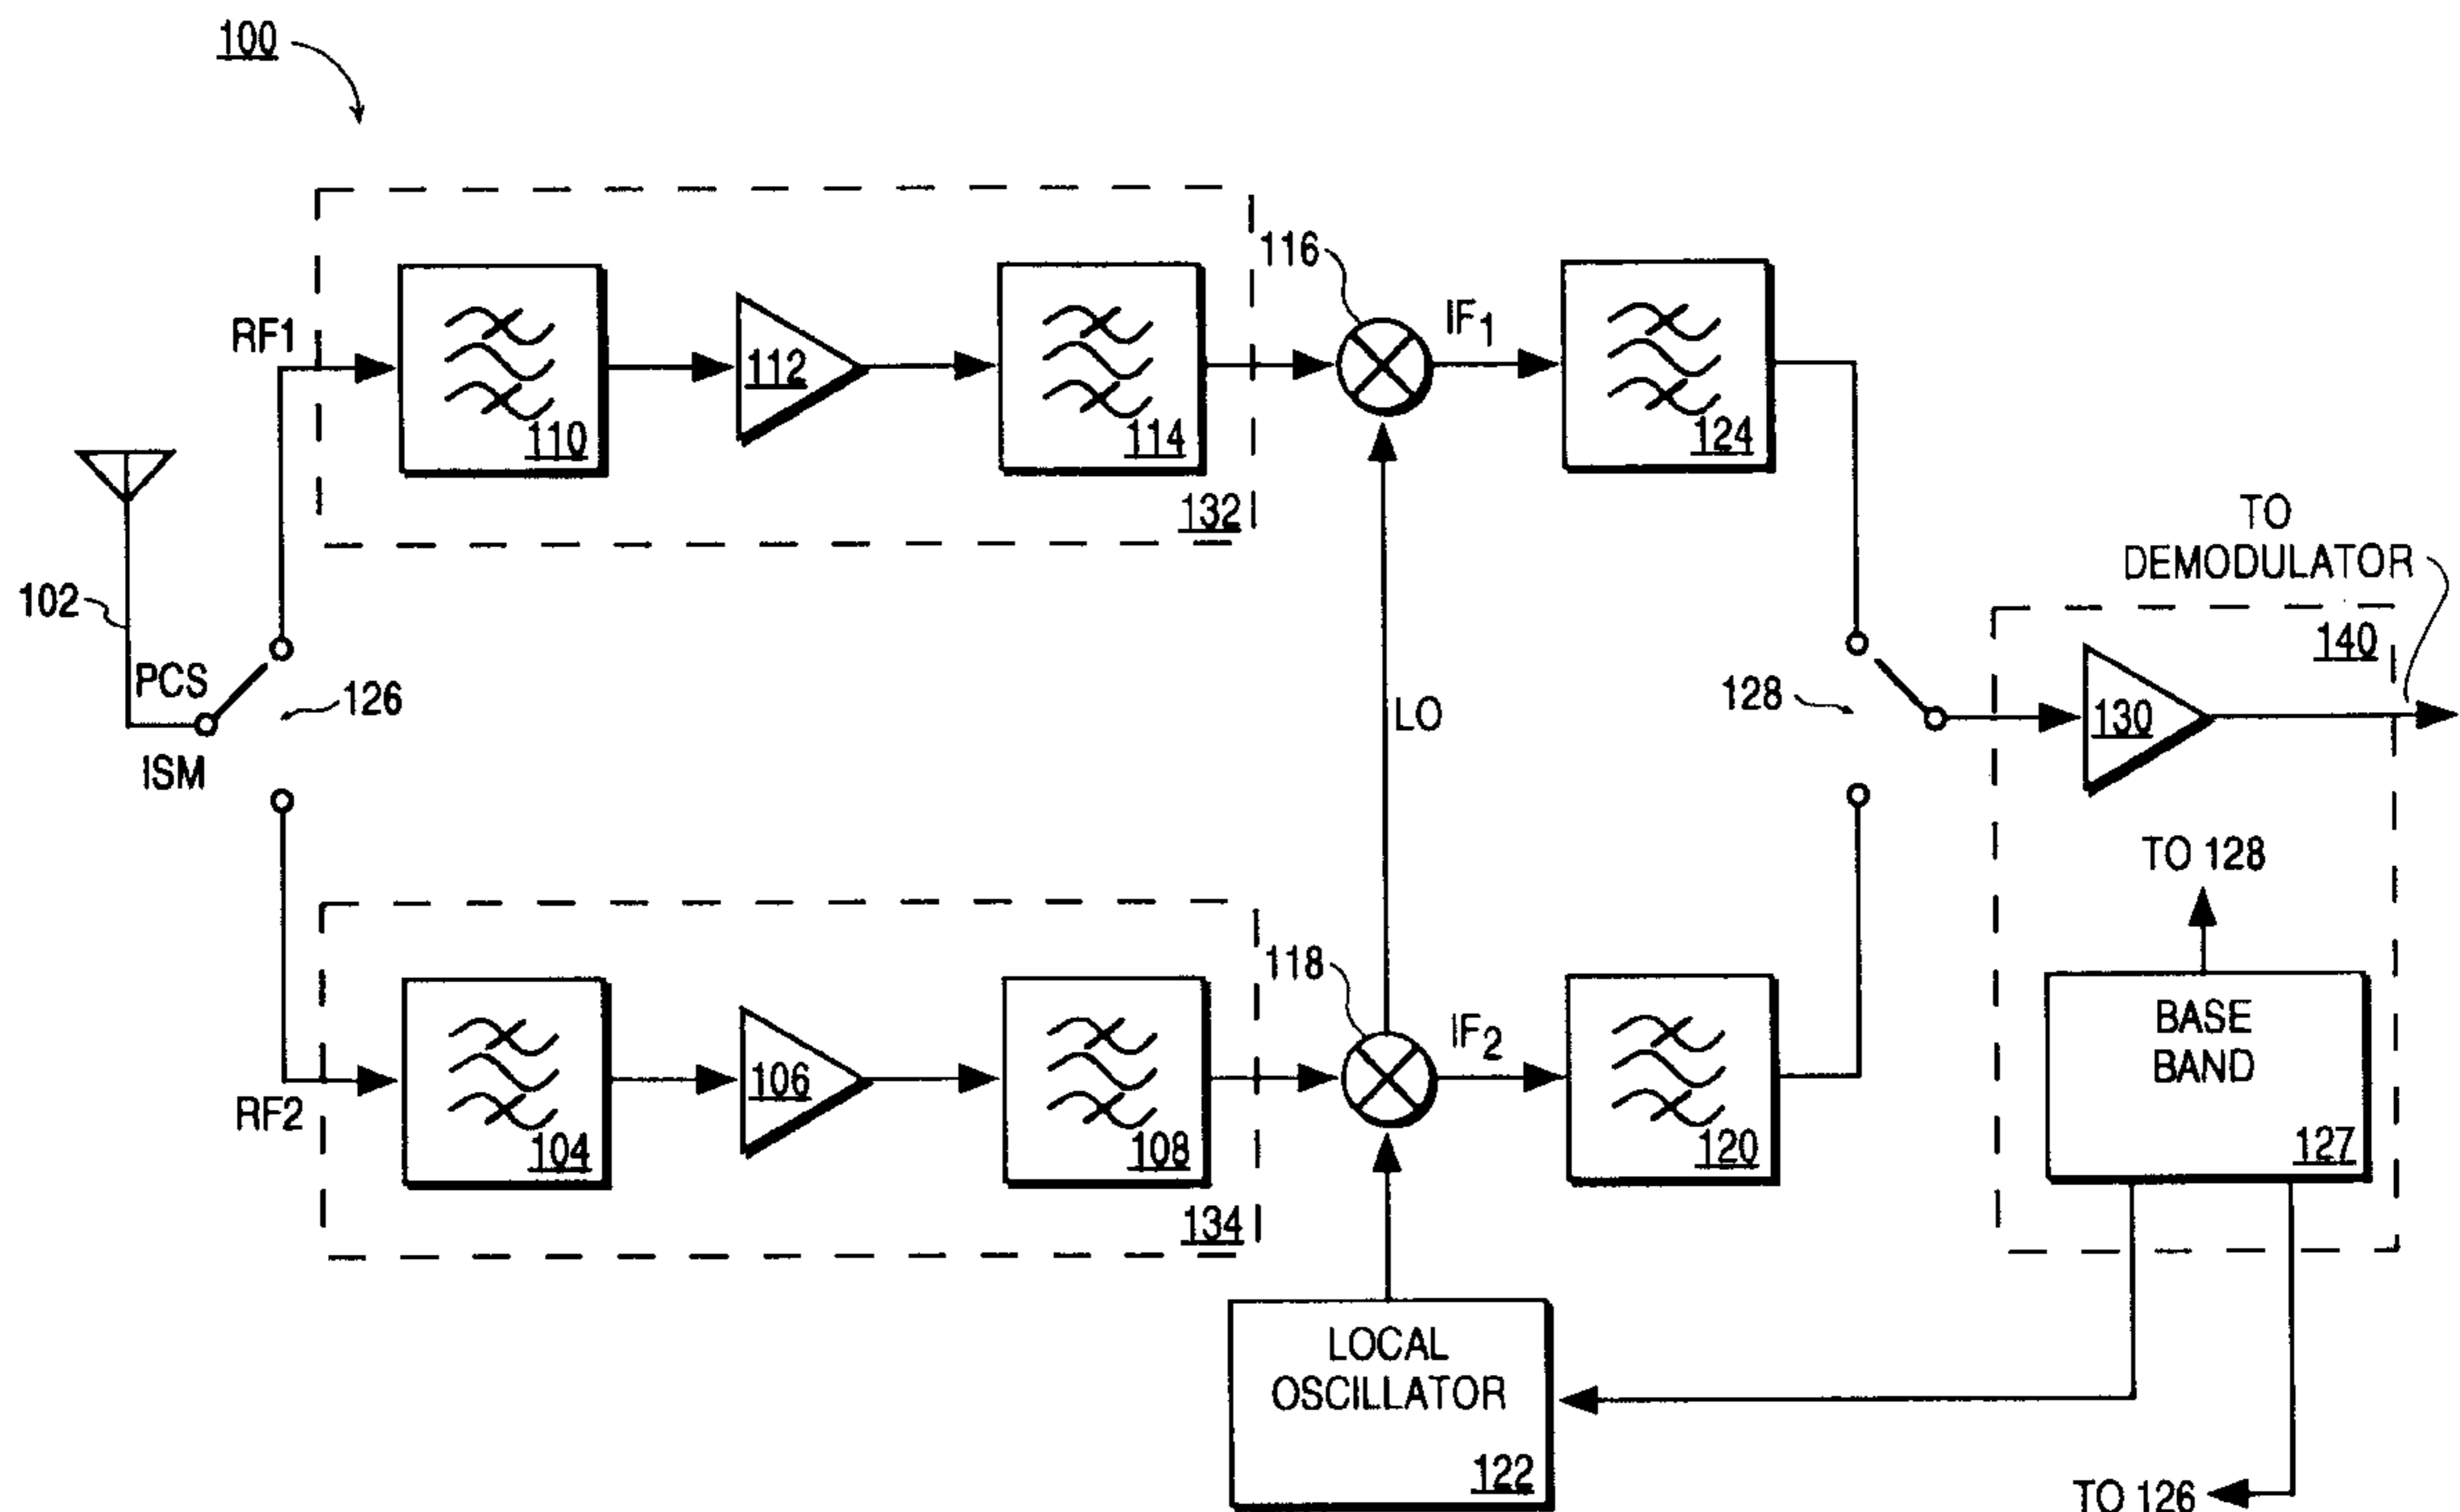 100
116
RF1
IF1
112
110
114
124
132
TO
DEMODULATOR
102
140
PCS
126
128
LO
130
ISM
TO 128
118
IF2
BASE
BAND
106
RF2
104
108
120
127
134
LOCAL
OSCILLATOR
122
TO 126